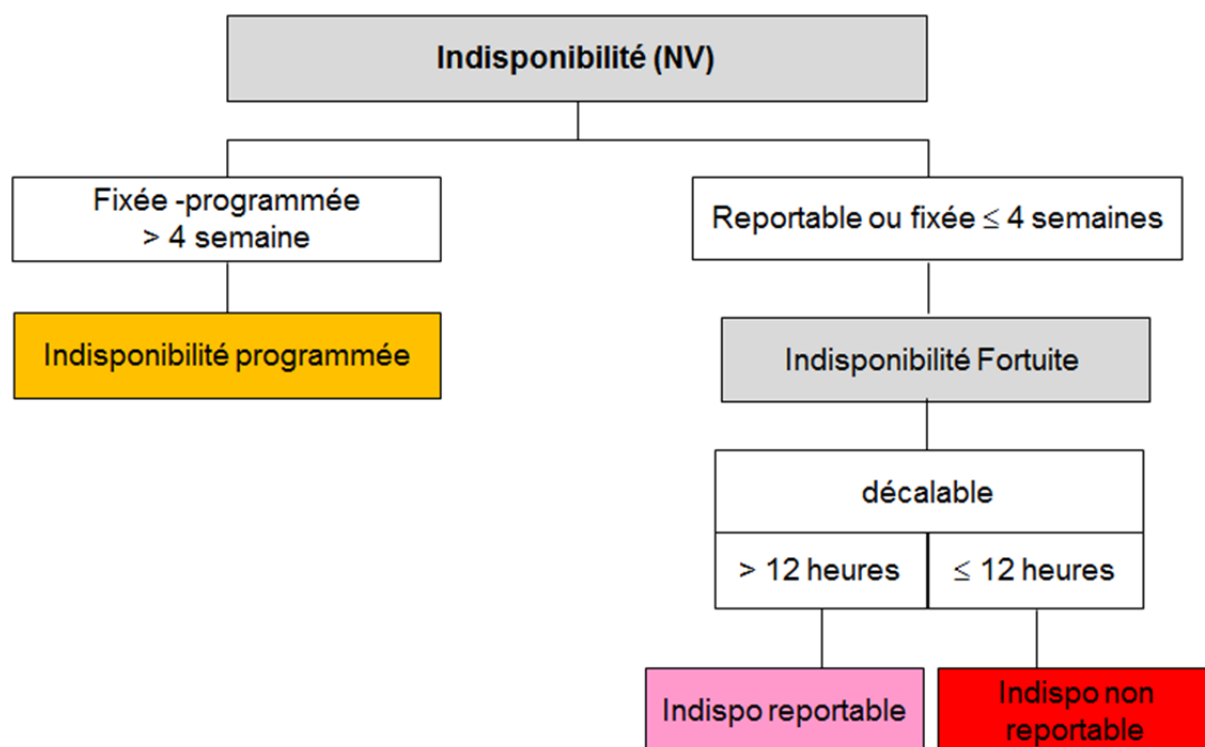 Indisponibilité (NV)
Fixée -programmée
> 4 semaine
Reportable ou fixée ≤ 4 semaines
Indisponibilité programmée
Indisponibilité Fortuite
décalable
> 12 heures
≤ 12 heures
Indispo reportable
Indispo non
reportable